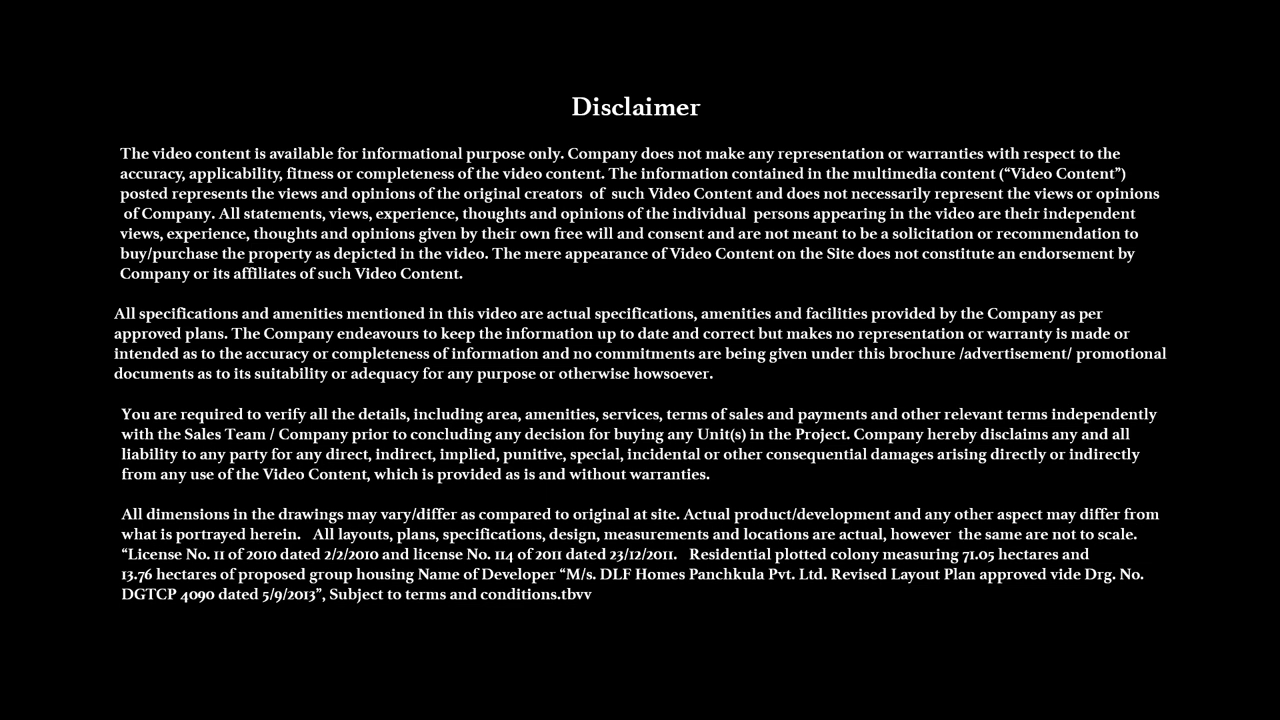 Disclaimer
The video content is available for informational purpose only. Company does not make any representation or warranties with respect to the
accuracy, applicability, fitness or completeness of the video content. The information contained in the multimedia content (“Video Content”)
posted represents the views and opinions of the original creators of such Video Content and does not necessarily represent the views or opinions
of Company. All statements, views, experience, thoughts and opinions of the individual persons appearing in the video are their independent
views, experience, thoughts and opinions given by their own free will and consent and are not meant to be a solicitation or recommendation to
buy/purchase the property as depicted in the video. The mere appearance of Video Content on the Site does not constitute an endorsement by
Company or its affiliates of such Video Content.
All specifications and amenities mentioned in this video are actual specifications, amenities and facilities provided by the Company as per
approved plans. The Company endeavours to keep the information up to date and correct but makes no representation or warranty is made or
intended as to the accuracy or completeness of information and no commitments are being given under this brochure /advertisement/ promotional
documents as to its suitability or adequacy for any purpose or otherwise howsoever.
You are required to verify all the details, including area, amenities, services, terms of sales and payments and other relevant terms independently
with the Sales Team / Company prior to concluding any decision for buying any Unit(s) in the Project. Company hereby disclaims any and all
liability to any party for any direct, indirect, implied, punitive, special, incidental or other consequential damages arising directly or indirectly
from any use of the Video Content, which is provided as is and without warranties.
All dimensions in the drawings may vary/differ as compared to original at site. Actual product/development and any other aspect may differ from
what is portrayed herein. All layouts, plans, specifications, design, measurements and locations are actual, however the same are not to scale.
“License No. 11 of 2010 dated 2/2/2010 and license No. 114 of 2011 dated 23/12/2011. Residential plotted colony measuring 71.05 hectares and
13.76 hectares of proposed group housing Name of Developer “M/s. DLF Homes Panchkula Pvt. Ltd. Revised Layout Plan approved vide Drg. No.
DGTCP 4090 dated 5/9/2013”, Subject to terms and conditions.tbvv